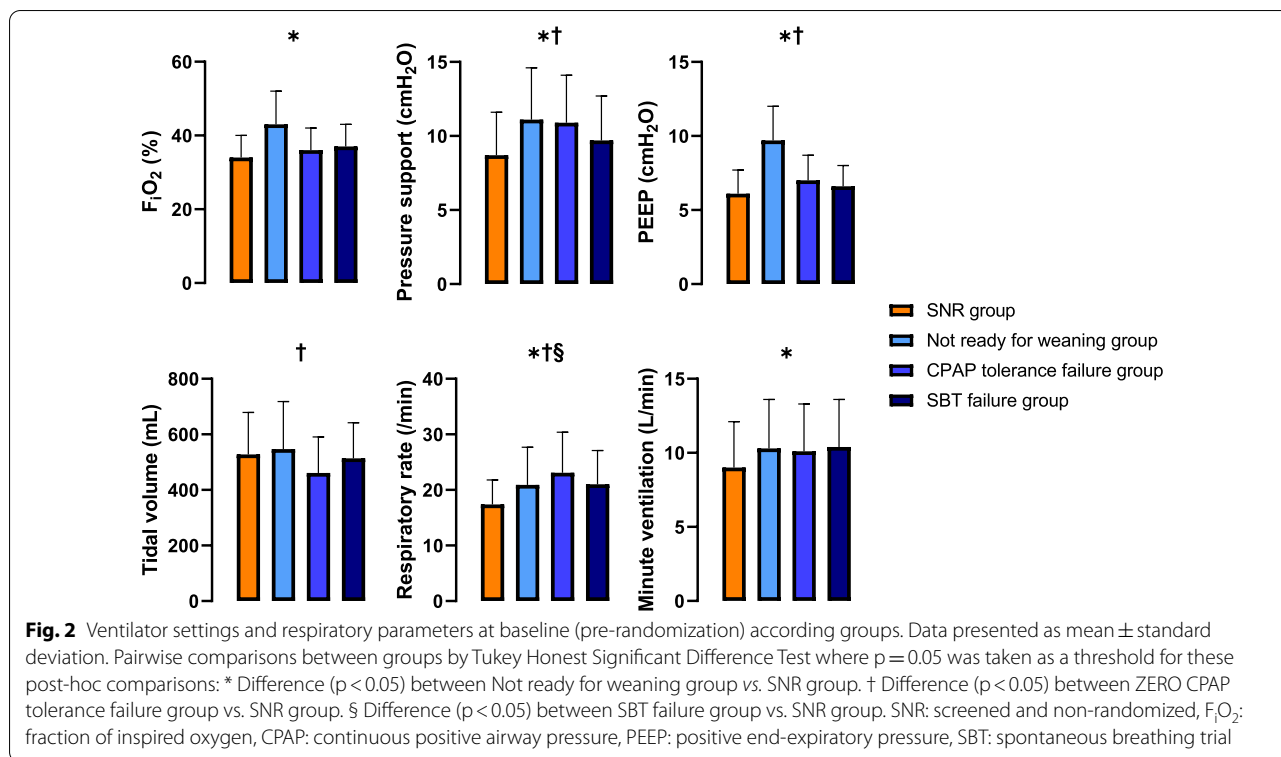 *
60
40
20
0
FiO2 (%)
*†
15
10
5
0
Pressure support (cmH2O)
*†
15
10
5
0
PEEP (cmH2O)
SNR group
Not ready for weaning group
CPAP tolerance failure group
SBT failure group
†
800
600
400
200
0
Tidal volume (mL)
*†§
40
30
20
10
0
Respiratory rate (/min)
*
15
10
5
0
Minute ventilation (L/min)
Fig. 2 Ventilator settings and respiratory parameters at baseline (pre-randomization) according groups. Data presented as mean ± standard
deviation. Pairwise comparisons between groups by Tukey Honest Significant Difference Test where p = 0.05 was taken as a threshold for these
post-hoc comparisons: * Difference (p < 0.05) between Not ready for weaning group vs. SNR group. † Difference (p < 0.05) between ZERO CPAP
tolerance failure group vs. SNR group. § Difference (p < 0.05) between SBT failure group vs. SNR group. SNR: screened and non-randomized, FiO2:
fraction of inspired oxygen, CPAP: continuous positive airway pressure, PEEP: positive end-expiratory pressure, SBT: spontaneous breathing trial